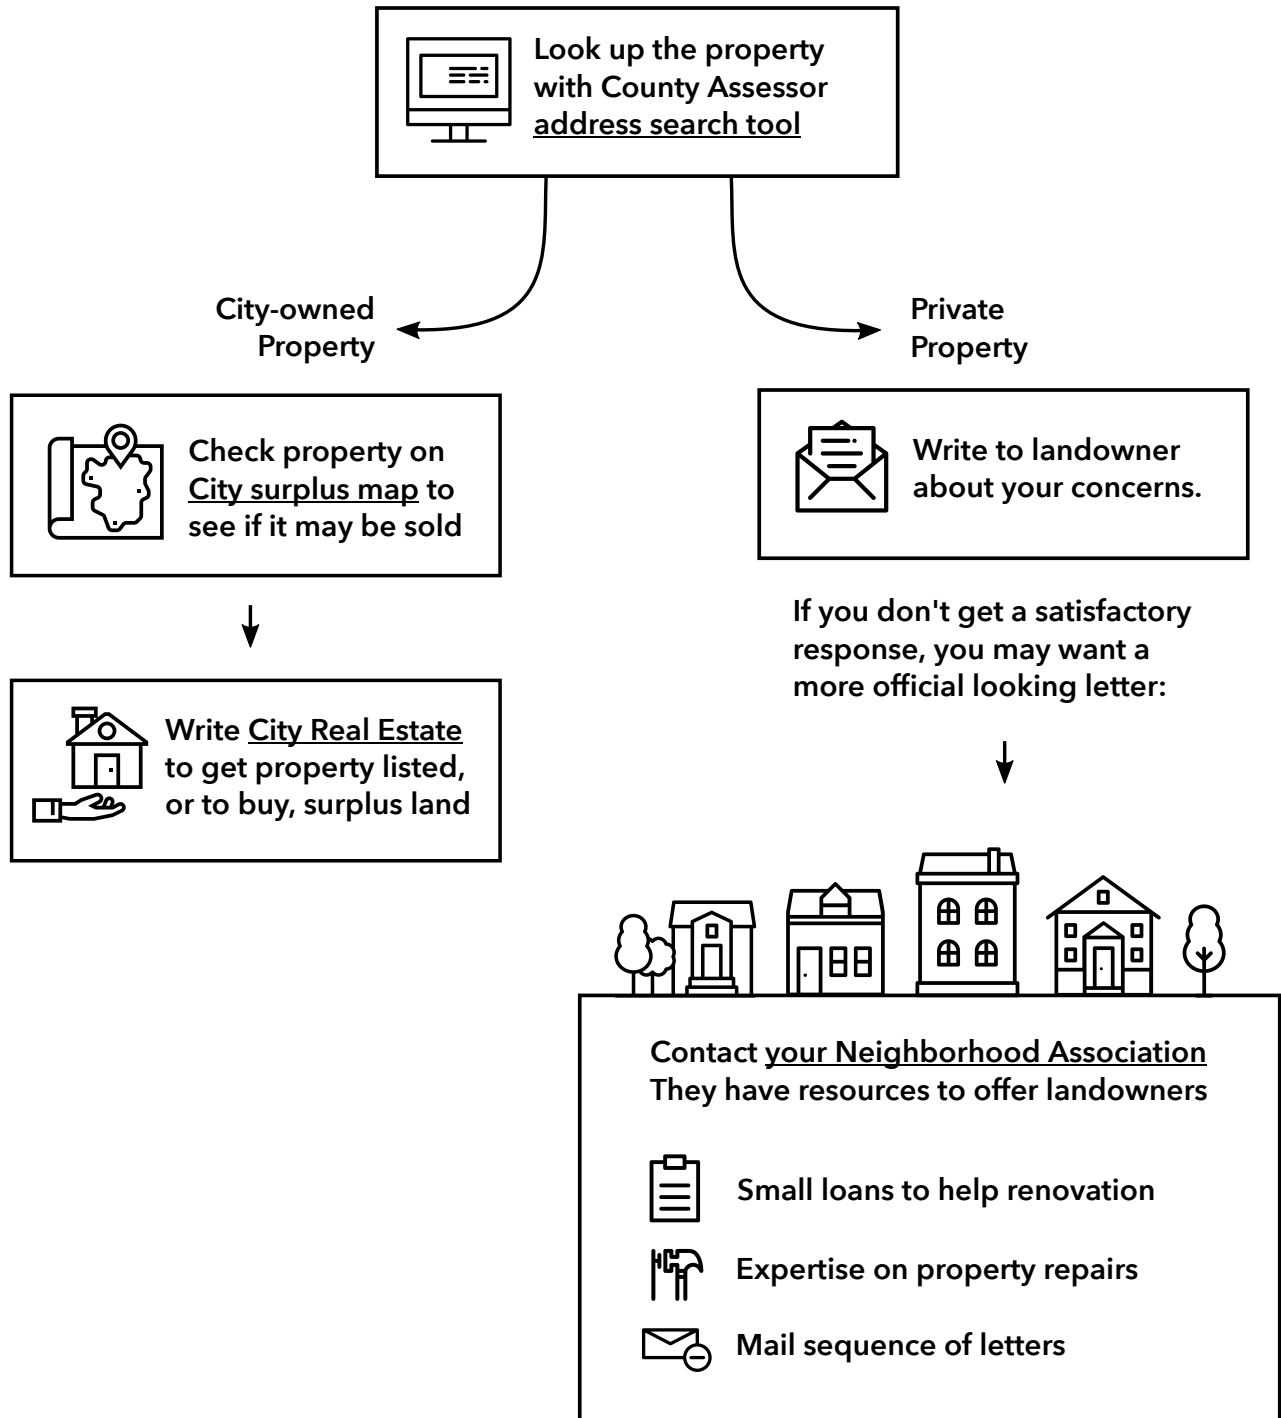 Look up the property
with County Assessor
address search tool
City-owned
Property
Private
Property
Check property on
City surplus map to
see if it may be sold
Write to landowner
about your concerns.
If you don't get a satisfactory
response, you may want a
more official looking letter:
Write City Real Estate
to get property listed,
or to buy, surplus land
Contact your Neighborhood Association
They have resources to offer landowners
Small loans to help renovation
Expertise on property repairs
Mail sequence of letters